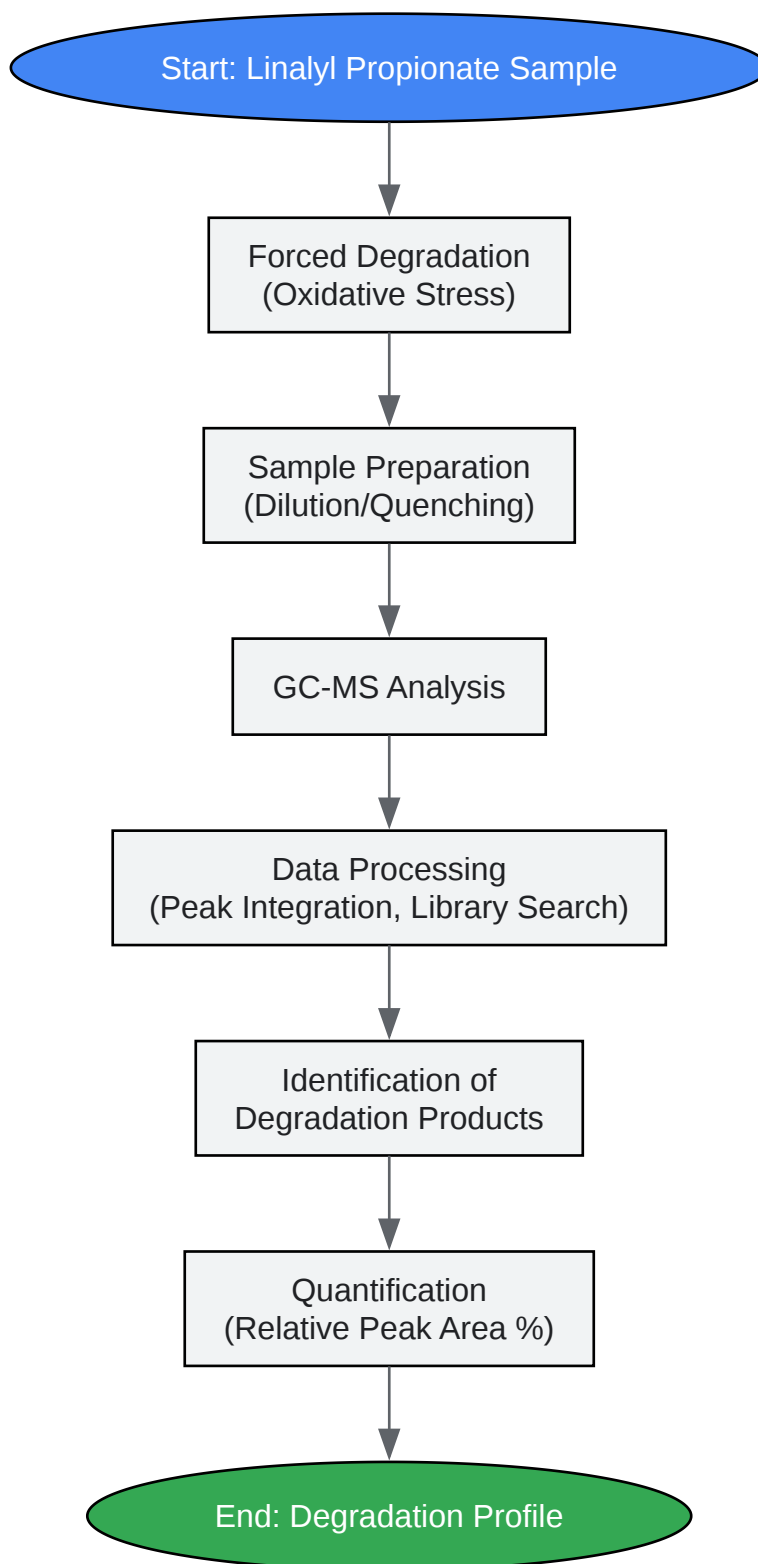 Start: Linalyl Propionate Sample
Forced Degradation
(Oxidative Stress)
Sample Preparation
(Dilution/Quenching)
GC-MS Analysis
Data Processing
(Peak Integration, Library Search)
Identification of
Degradation Products
Quantification
(Relative Peak Area %)
End: Degradation Profile